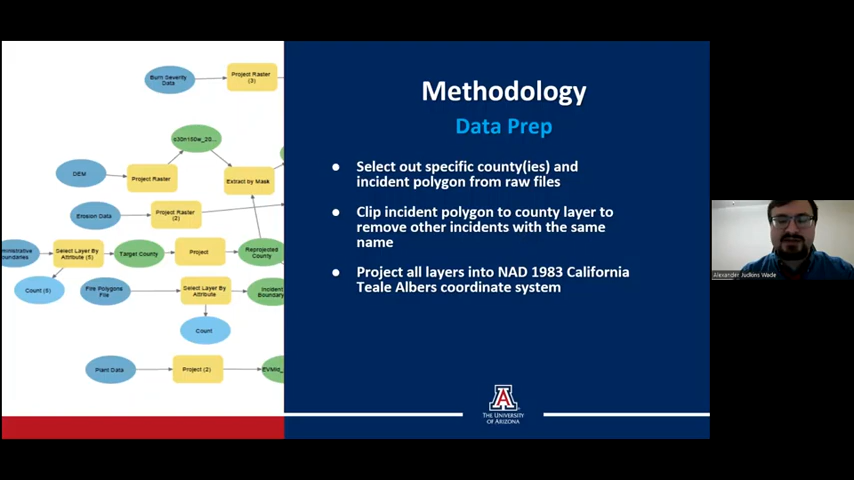 Burn Severity
Data
Project Raster
(3)
s30n150w_20...
DEM
Project Raster
Extract by Mask
Erosion Data
Project Raster
(2)
Select Layer By
Attribute (5)
Target County
Project
Reprojected
County
Count (5)
Fire Polygons
File
Select Layer By
Attribute
Incident
Boundary
Count
Plant Data
Project (2)
Methodology
Data Prep
● Select out specific county(ies) and
incident polygon from raw files
● Clip incident polygon to county layer to
remove other incidents with the same
name
● Project all layers into NAD 1983 California
Teale Albers coordinate system
A
THE UNIVERSITY
OF ARIZONA
Alexander Judkins Wade